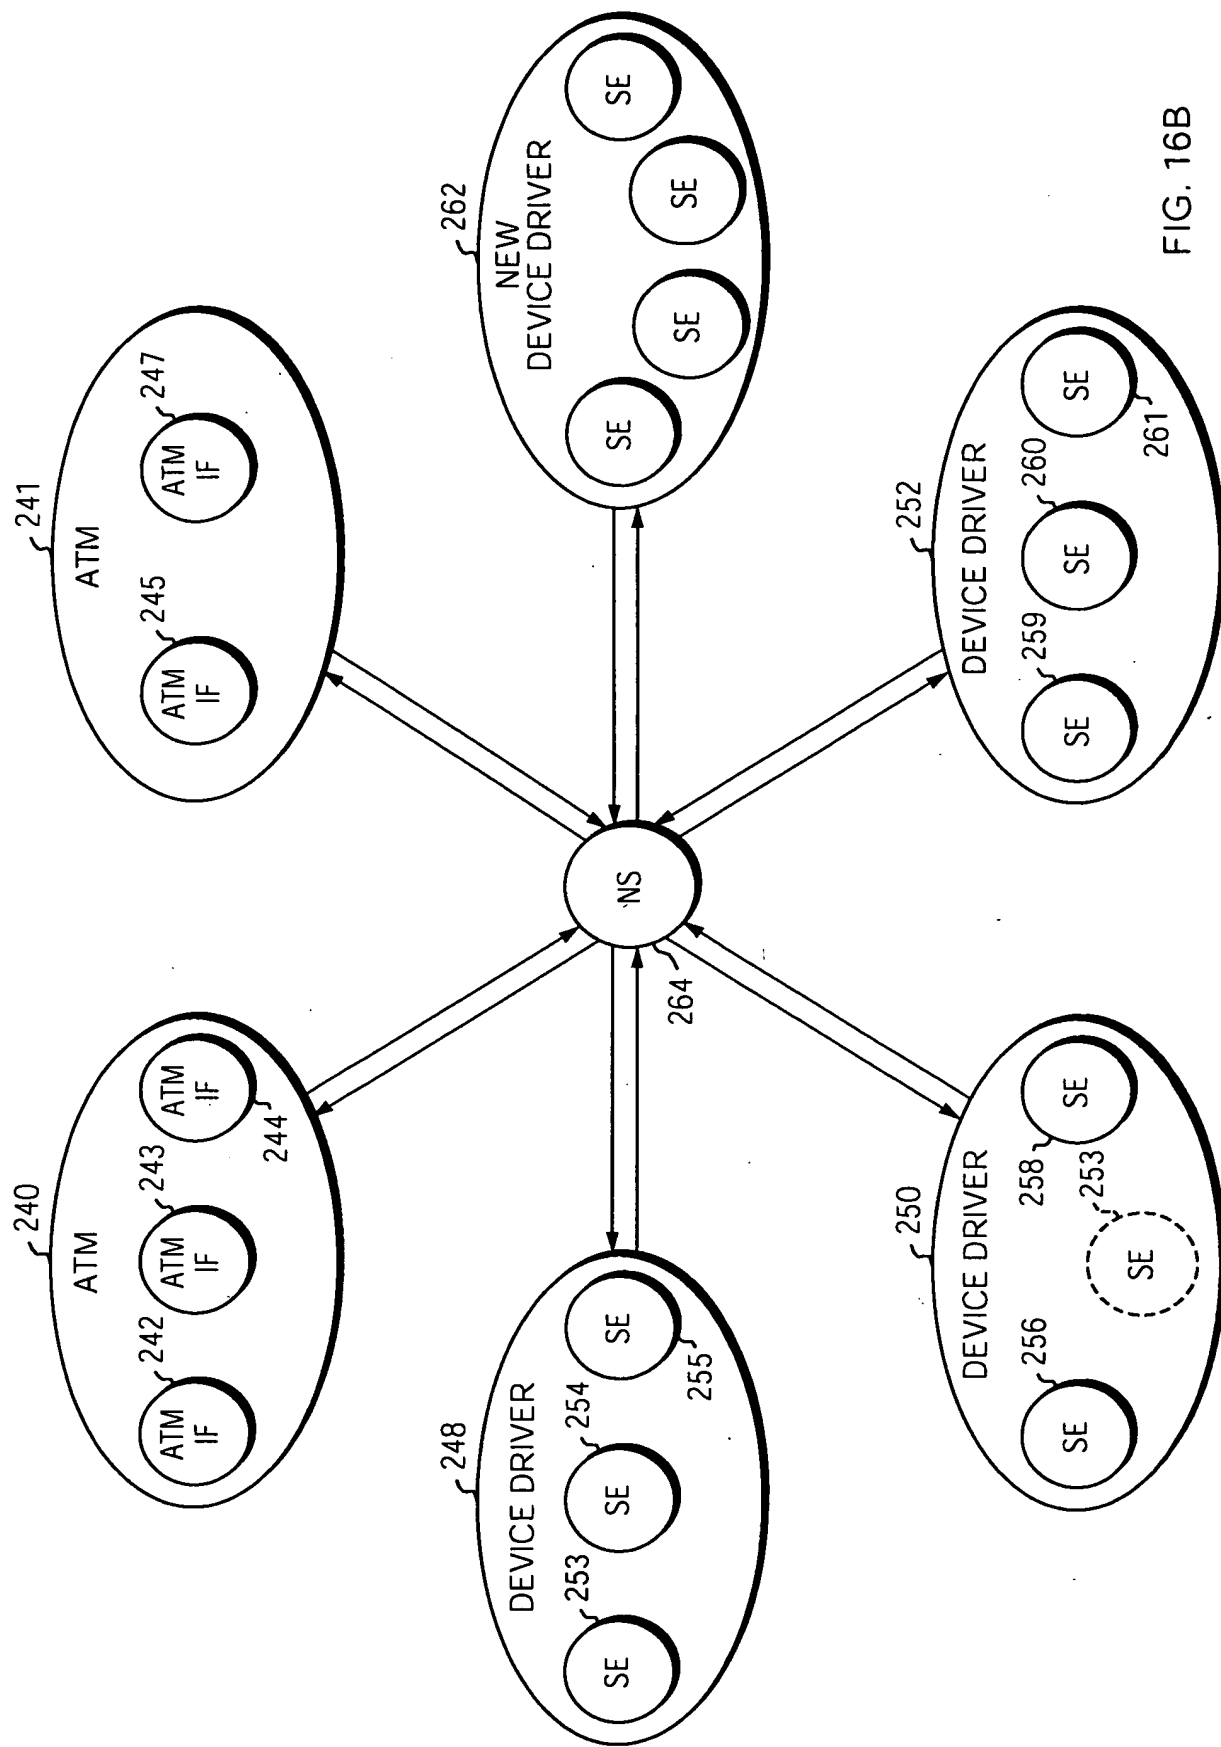 240
ATM
242
ATM
IF
243
ATM
IF
ATM
IF
244
241
ATM
245
ATM
IF
247
ATM
IF
248
DEVICE DRIVER
253
SE
254
SE
SE
255
NS
264
262
NEW
DEVICE DRIVER
SE
SE
SE
SE
250
DEVICE DRIVER
256
SE
253
SE
258
SE
252
DEVICE DRIVER
259
SE
260
SE
SE
261
FIG. 16B